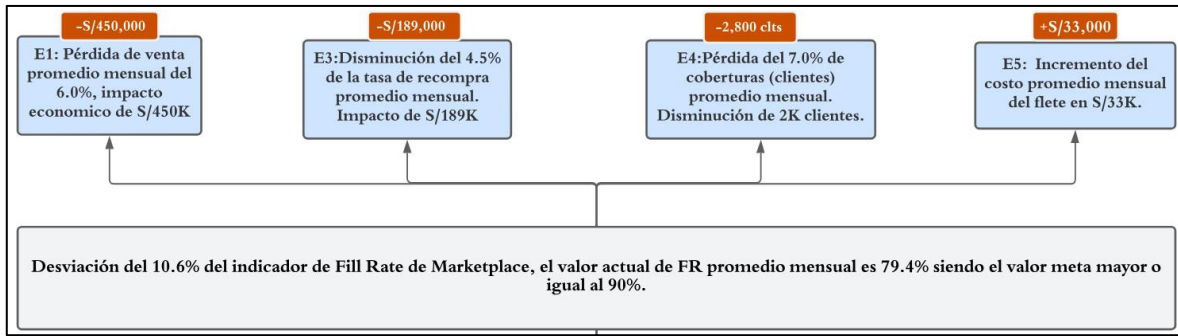 -S/450,000
E1: Pérdida de venta
promedio mensual del
6.0%, impacto
economico de S/450K
-S/189,000
E3:Disminución del 4.5%
de la tasa de recompra
promedio mensual.
Impacto de S/189K
-2,800 clts
E4:Pérdida del 7.0% de
coberturas (clientes)
promedio mensual.
Disminución de 2K clientes.
+S/33,000
E5: Incremento del
costo promedio mensual
del flete en S/33K.
Desviación del 10.6% del indicador de Fill Rate de Marketplace, el valor actual de FR promedio mensual es 79.4% siendo el valor meta mayor o
igual al 90%.